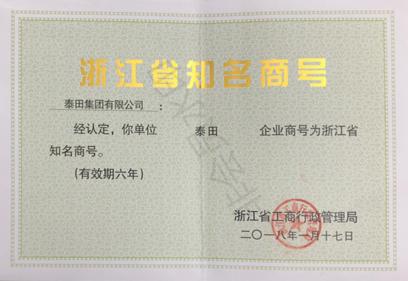 浙江省知名商号
泰田集团有限公司：
经认定，你单位 泰田 企业商号为浙江省
知名商号。
(有效期六年)
浙江省工商行政管理局
二〇一八年一月十七日